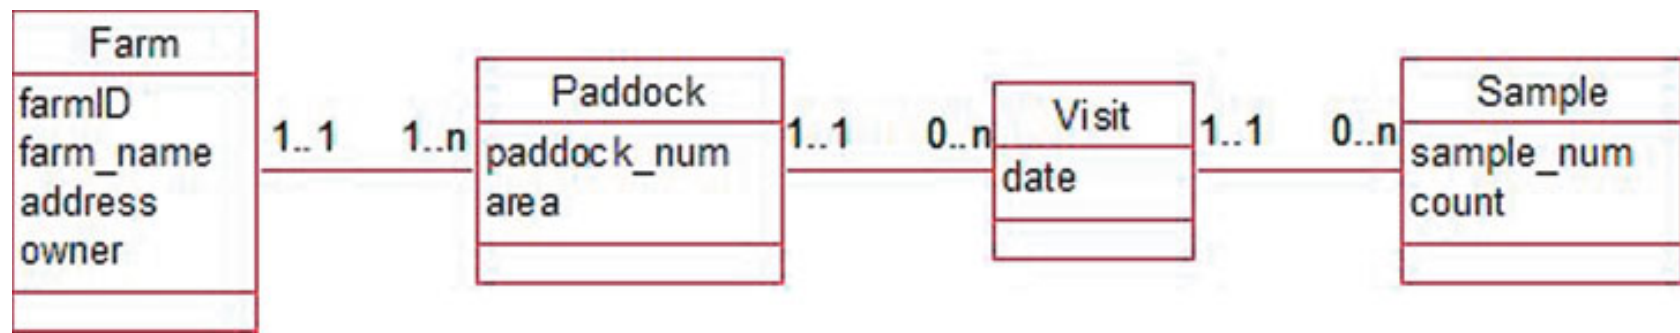 Farm
farmID
farm_name
address
owner
1..1
1..n
Paddock
paddock_num
area
1..1
0..n
Visit
date
1..1
0..n
Sample
sample_num
count